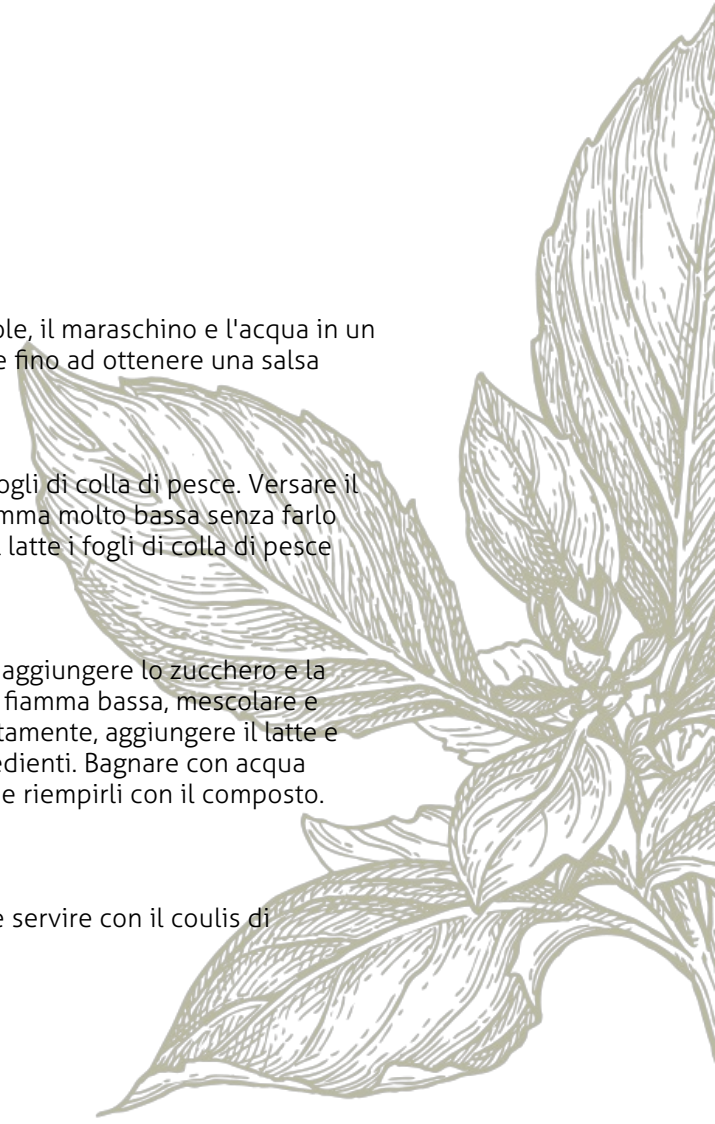 ole, il maraschino e l'acqua in un
e fino ad ottenere una salsa
ogli di colla di pesce. Versare il
mma molto bassa senza farlo
l latte i fogli di colla di pesce
aggiungere lo zucchero e la
fiamma bassa, mescolare e
tamente, aggiungere il latte e
edienti. Bagnare con acqua
e riempirli con il composto.
e servire con il coulis di